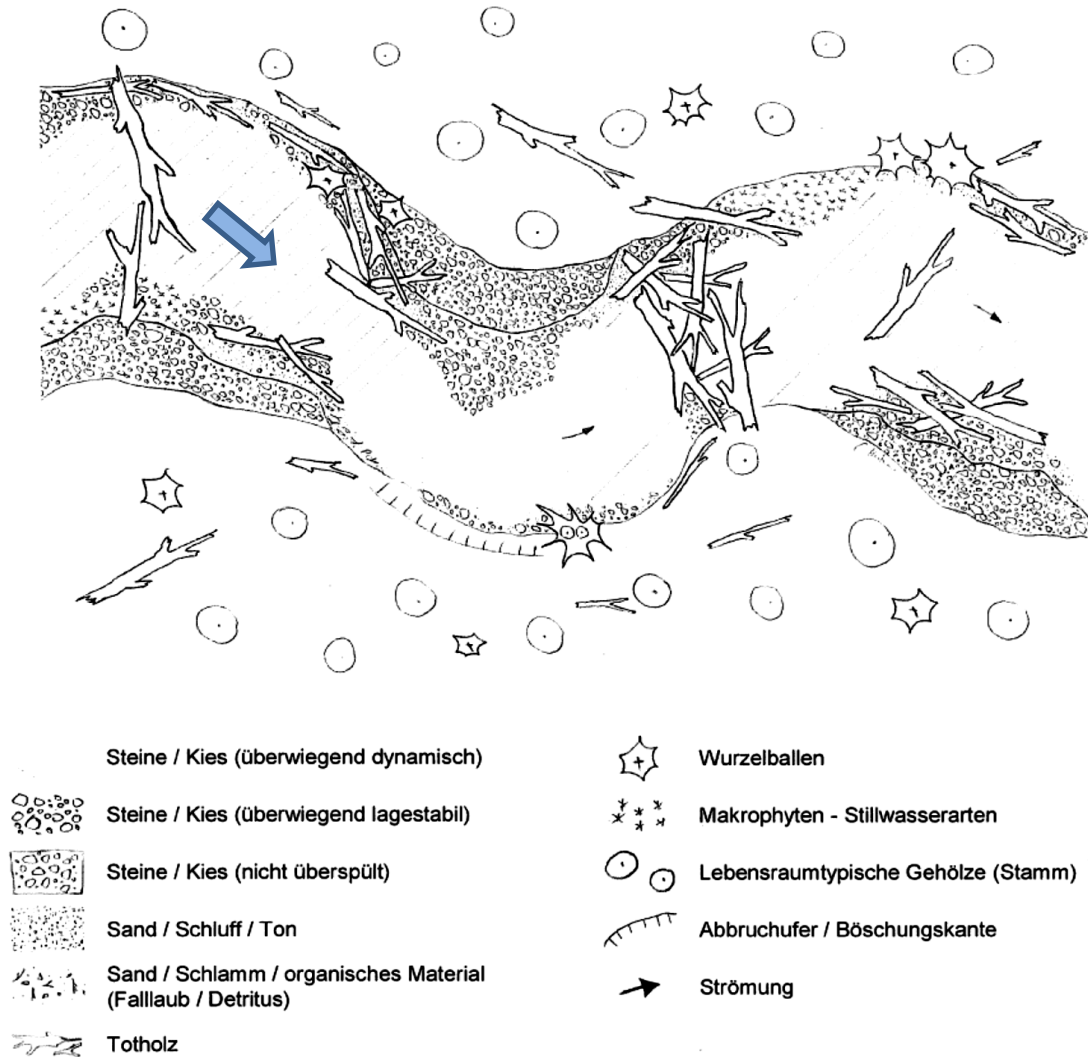 Steine / Kies (überwiegend dynamisch)
Steine / Kies (überwiegend lagestabil)
Steine / Kies (nicht überspült)
Sand / Schluff / Ton
Sand / Schlamm / organisches Material
(Falllaub / Detritus)
Totholz
Wurzelballen
Makrophyten - Stillwasserarten
Lebensraumtypische Gehölze (Stamm)
Abbruchufer / Böschungskante
Strömung